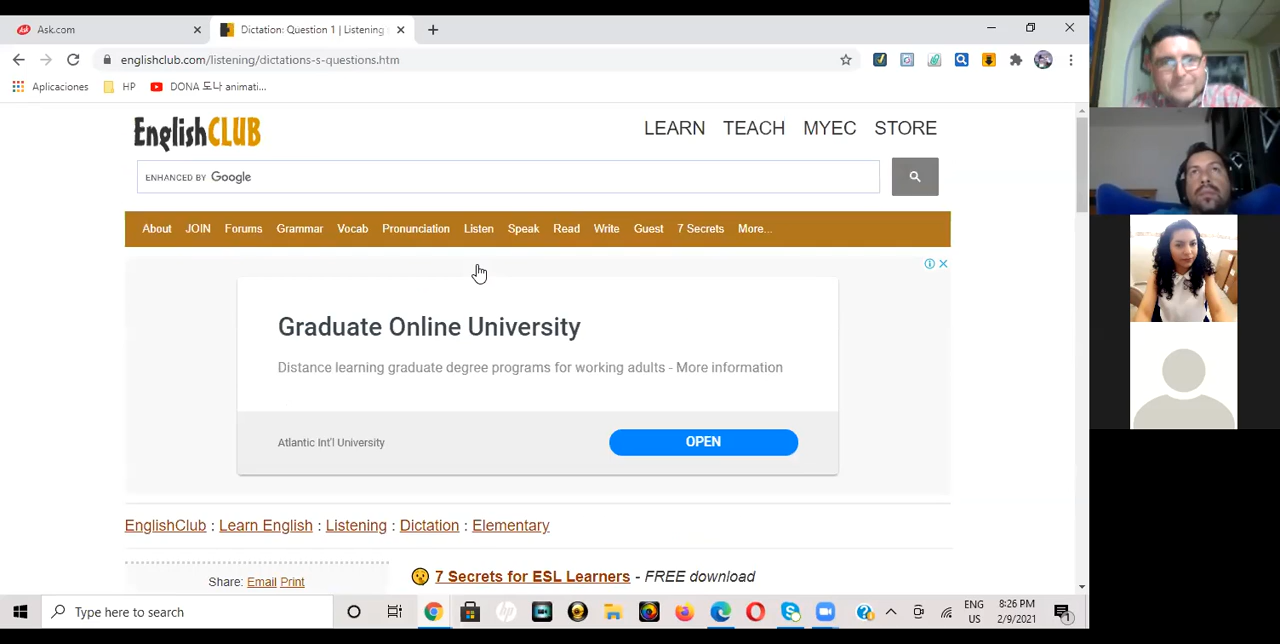 Ask.com
Dictation: Question 1 | Listening
englishclub.com/listening/dictations-s-questions.htm
Aplicaciones
HP
DONA 도나 animati...
EnglishCLUB
LEARN TEACH MYEC STORE
ENHANCED BY Google
About JOIN Forums Grammar Vocab Pronunciation Listen Speak Read Write Guest 7 Secrets More...
Graduate Online University
Distance learning graduate degree programs for working adults - More information
Atlantic Int'l University
OPEN
EnglishClub : Learn English : Listening : Dictation : Elementary
Share: Email Print
7 Secrets for ESL Learners - FREE download
Type here to search
ENG
US
8:26 PM
2/9/2021